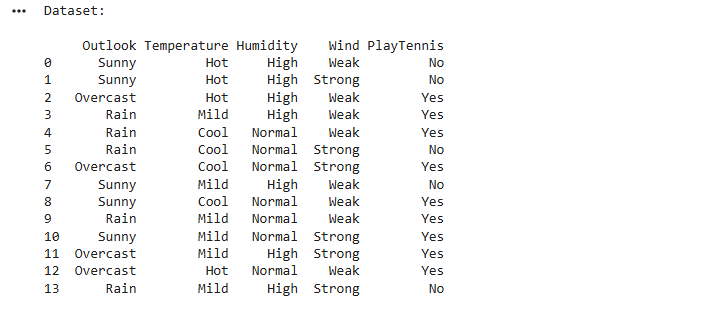 ••• Dataset:
Outlook Temperature Humidity Wind PlayTennis
0 Sunny Hot High Weak No
1 Sunny Hot High Strong No
2 Overcast Hot High Weak Yes
3 Rain Mild High Weak Yes
4 Rain Cool Normal Weak Yes
5 Rain Cool Normal Strong No
6 Overcast Cool Normal Strong Yes
7 Sunny Mild High Weak No
8 Sunny Cool Normal Weak Yes
9 Rain Mild Normal Weak Yes
10 Sunny Mild Normal Strong Yes
11 Overcast Mild High Strong Yes
12 Overcast Hot Normal Weak Yes
13 Rain Mild High Strong No